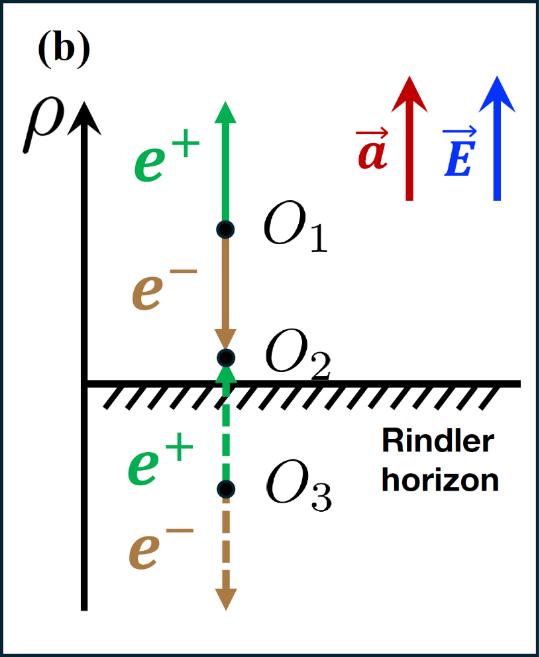 (b)
ρ
e⁺
a⃗
E⃗
O₁
e⁻
O₂
Rindler
horizon
e⁺
O₃
e⁻